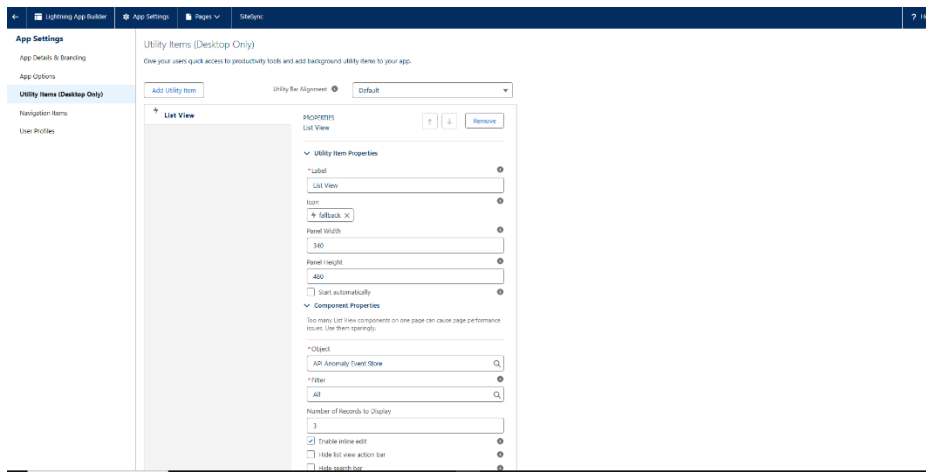 Lightning App Builder
App Settings
Pages
SiteSync
?
App Settings
App Details & Branding
App Options
Utility Items (Desktop Only)
Navigation Items
User Profiles
Utility Items (Desktop Only)
Give your users quick access to productivity tools and add background utility items to your app.
Add Utility Item
Utility Bar Alignment
Default
List View
PROPERTIES
List View
Remove
Utility Item Properties
*Label
List View
Icon
fallback
Panel Width
340
Panel Height
480
Start automatically
Component Properties
Too many List View components on one page can cause page performance
issues. Use them sparingly.
*Object
API Anomaly Event Store
*Filter
All
Number of Records to Display
3
Enable inline edit
Hide list view action bar
Hide search bar